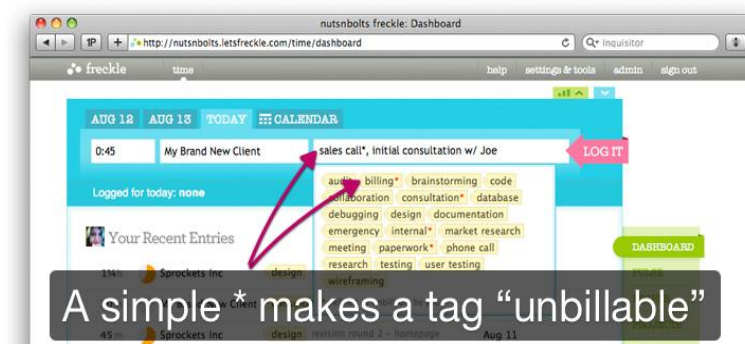 nutsnbolts freckle: Dashboard
1P + http://nutsnbolts.letsfreckle.com/time/dashboard Inquisitor
freckle time help settings & tools admin sign out
AUG 12 AUG 13 TODAY CALENDAR
0:45 My Brand New Client sales call*, initial consultation w/ Joe LOG IT
Logged for today: none
audit billing* brainstorming code
collaboration consultation* database
debugging design documentation
emergency internal* market research
meeting paperwork* phone call
research testing user testing
wireframing
Your Recent Entries
DASHBOARD
Sprockets Inc design
A simple * makes a tag “unbillable”
45m Sprockets Inc design revision round 2 - homepage Aug 11